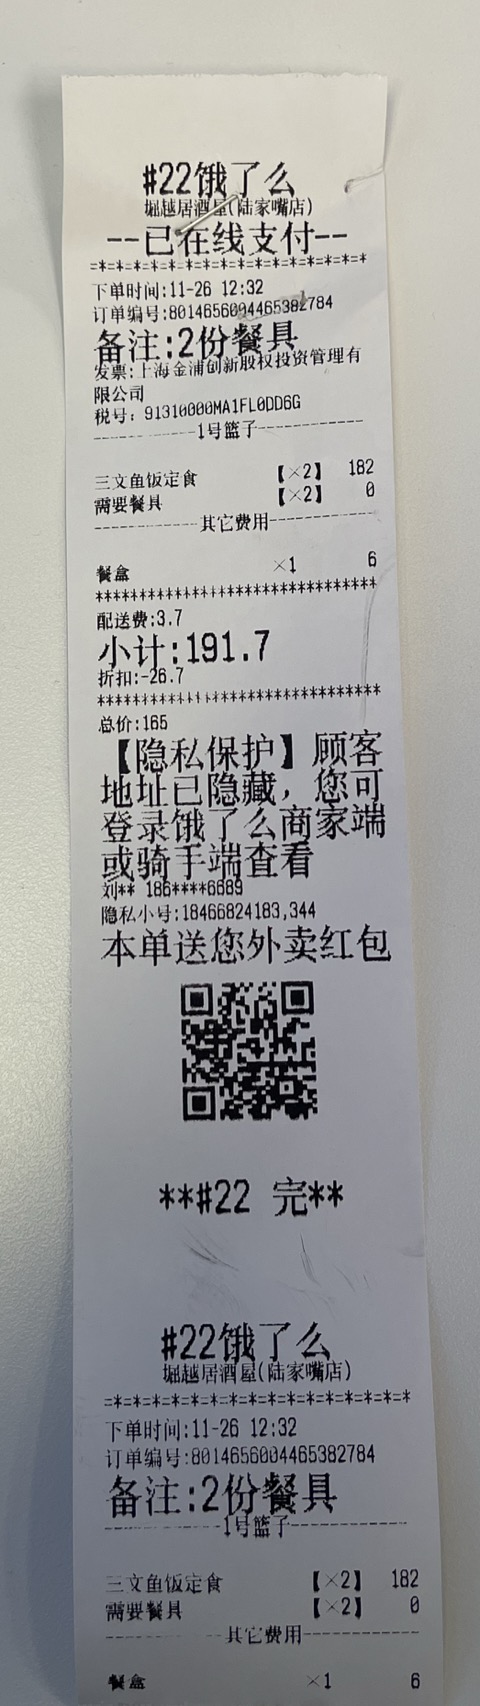 #22饿了么
堀越居酒屋(陆家嘴店)
--已在线支付--
=*=*=*=*=*=*=*=*=*=*=*=*=*=*=*
下单时间:11-26 12:32
订单编号:8014656004465382784
备注:2份餐具
发票:上海金浦创新股权投资管理有
限公司
税号: 91310000MA1FL0DD6G
------------1号篮子------------
三文鱼饭定食 【×2】 182
需要餐具 【×2】 0
------------其它费用------------
餐盒 ×1 6
********************************
配送费:3.7
小计:191.7
折扣:-26.7
********************************
总价:165
【隐私保护】顾客
地址已隐藏，您可
登录饿了么商家端
或骑手端查看
刘** 186****6889
隐私小号:18466824183,344
本单送您外卖红包
**#22 完**
#22饿了么
堀越居酒屋(陆家嘴店)
=*=*=*=*=*=*=*=*=*=*=*=*=*=*=*
下单时间:11-26 12:32
订单编号:8014656004465382784
备注:2份餐具
------------1号篮子------------
三文鱼饭定食 【×2】 182
需要餐具 【×2】 0
------------其它费用------------
餐盒 ×1 6